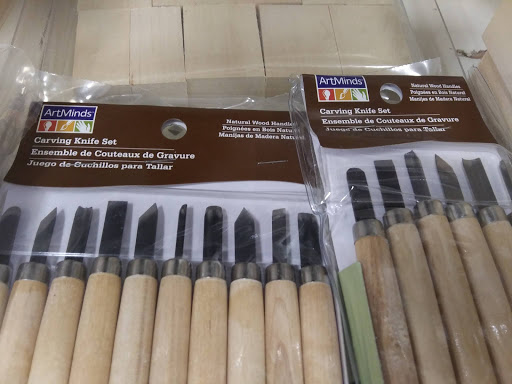 ArtMinds
Carving Knife Set
Ensemble de Couteaux de Gravure
Juego de Cuchillos para Tallar
Natural Wood Handles
Poignées en Bois Natu
Manijas de Madera Natu
ArtMinds
Carving Knife Set
Ensemble de Couteaux de Gravure
Juego de Cuchillos para Tallar
Natural Wood Handles
Poignées en Bois Naturel
Manijas de Madera Natural